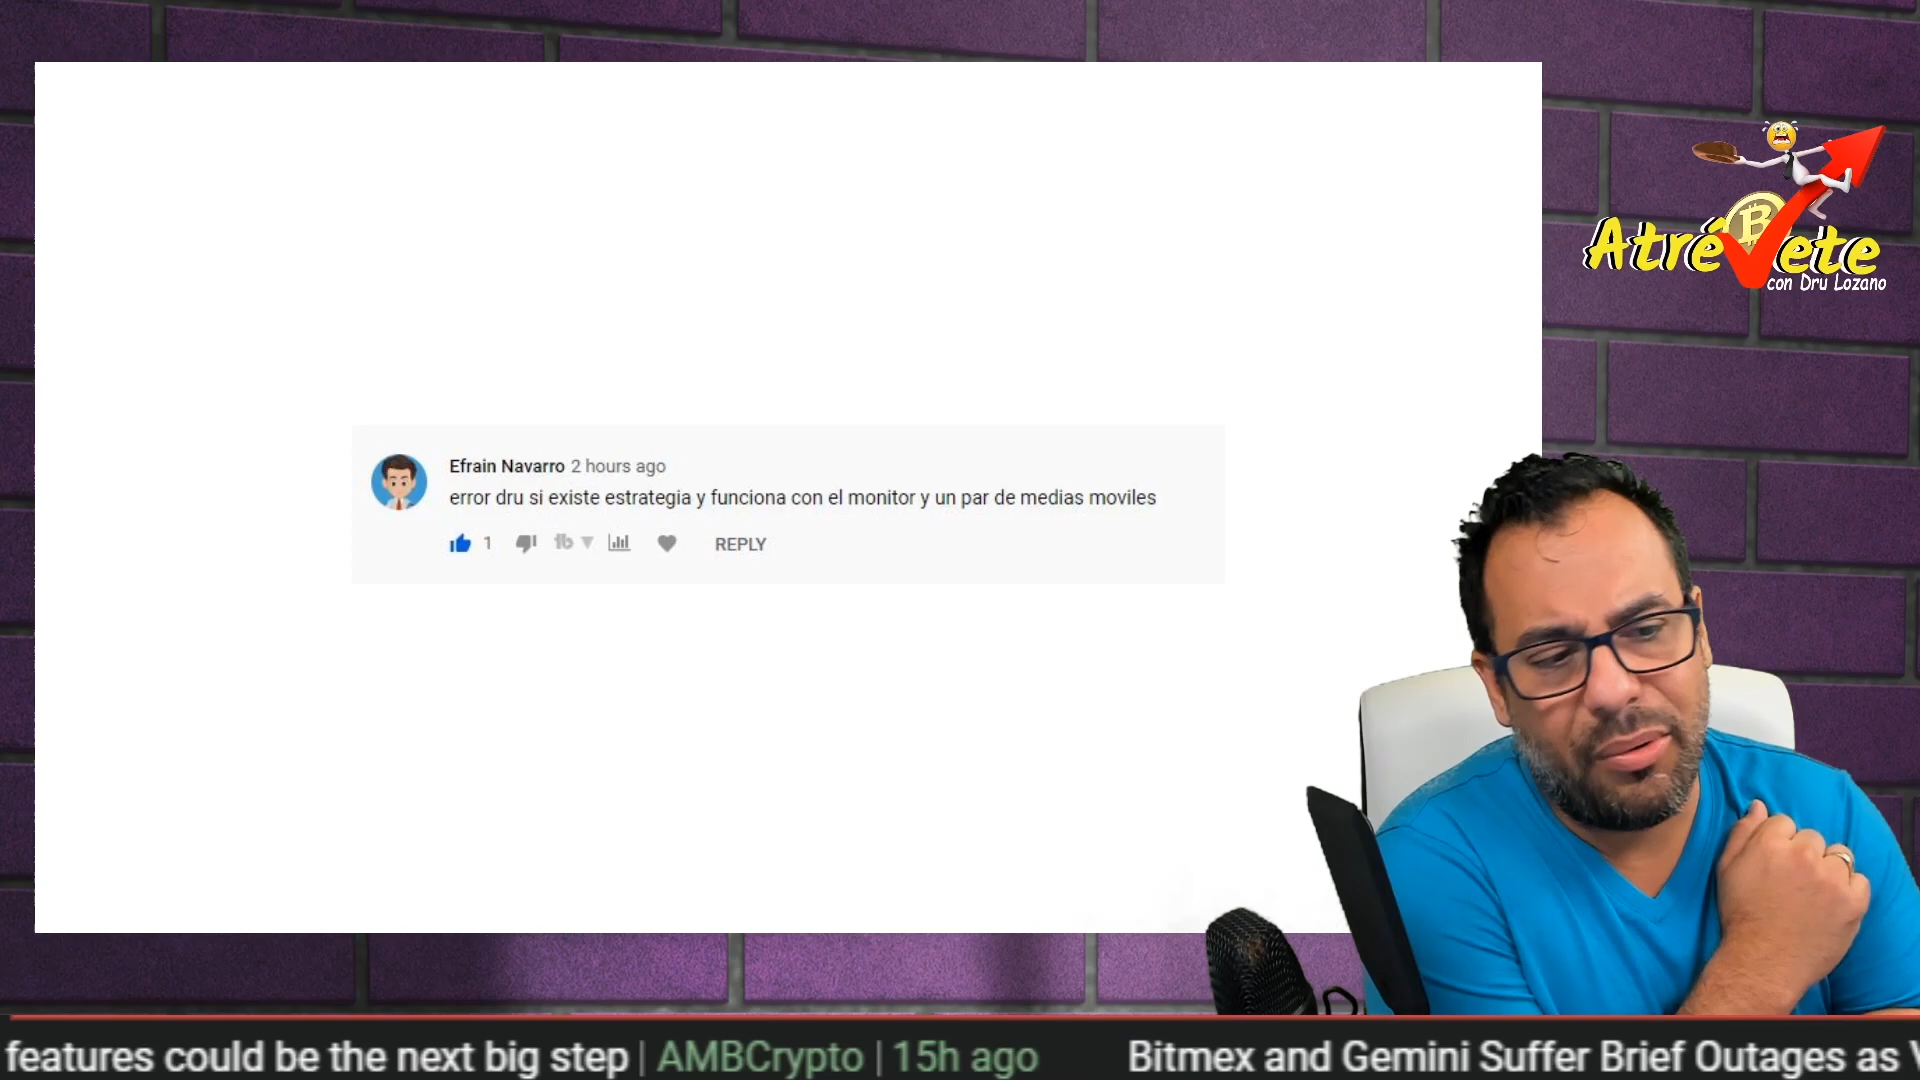 Atrévete
con Dru Lozano
Efrain Navarro 2 hours ago
error dru si existe estrategia y funciona con el monitor y un par de medias moviles
1
REPLY
features could be the next big step | AMBCrypto | 15h ago Bitmex and Gemini Suffer Brief Outages as